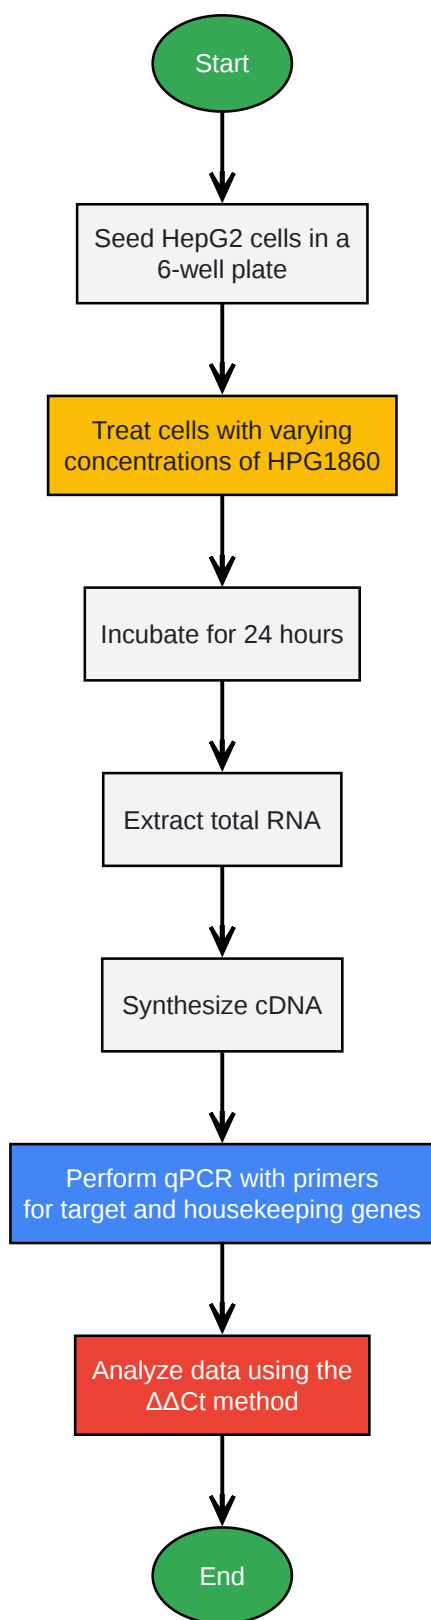 Start
Seed HepG2 cells in a
6-well plate
Treat cells with varying
concentrations of HPG1860
Incubate for 24 hours
Extract total RNA
Synthesize cDNA
Perform qPCR with primers
for target and housekeeping genes
Analyze data using the
ΔΔCt method
End